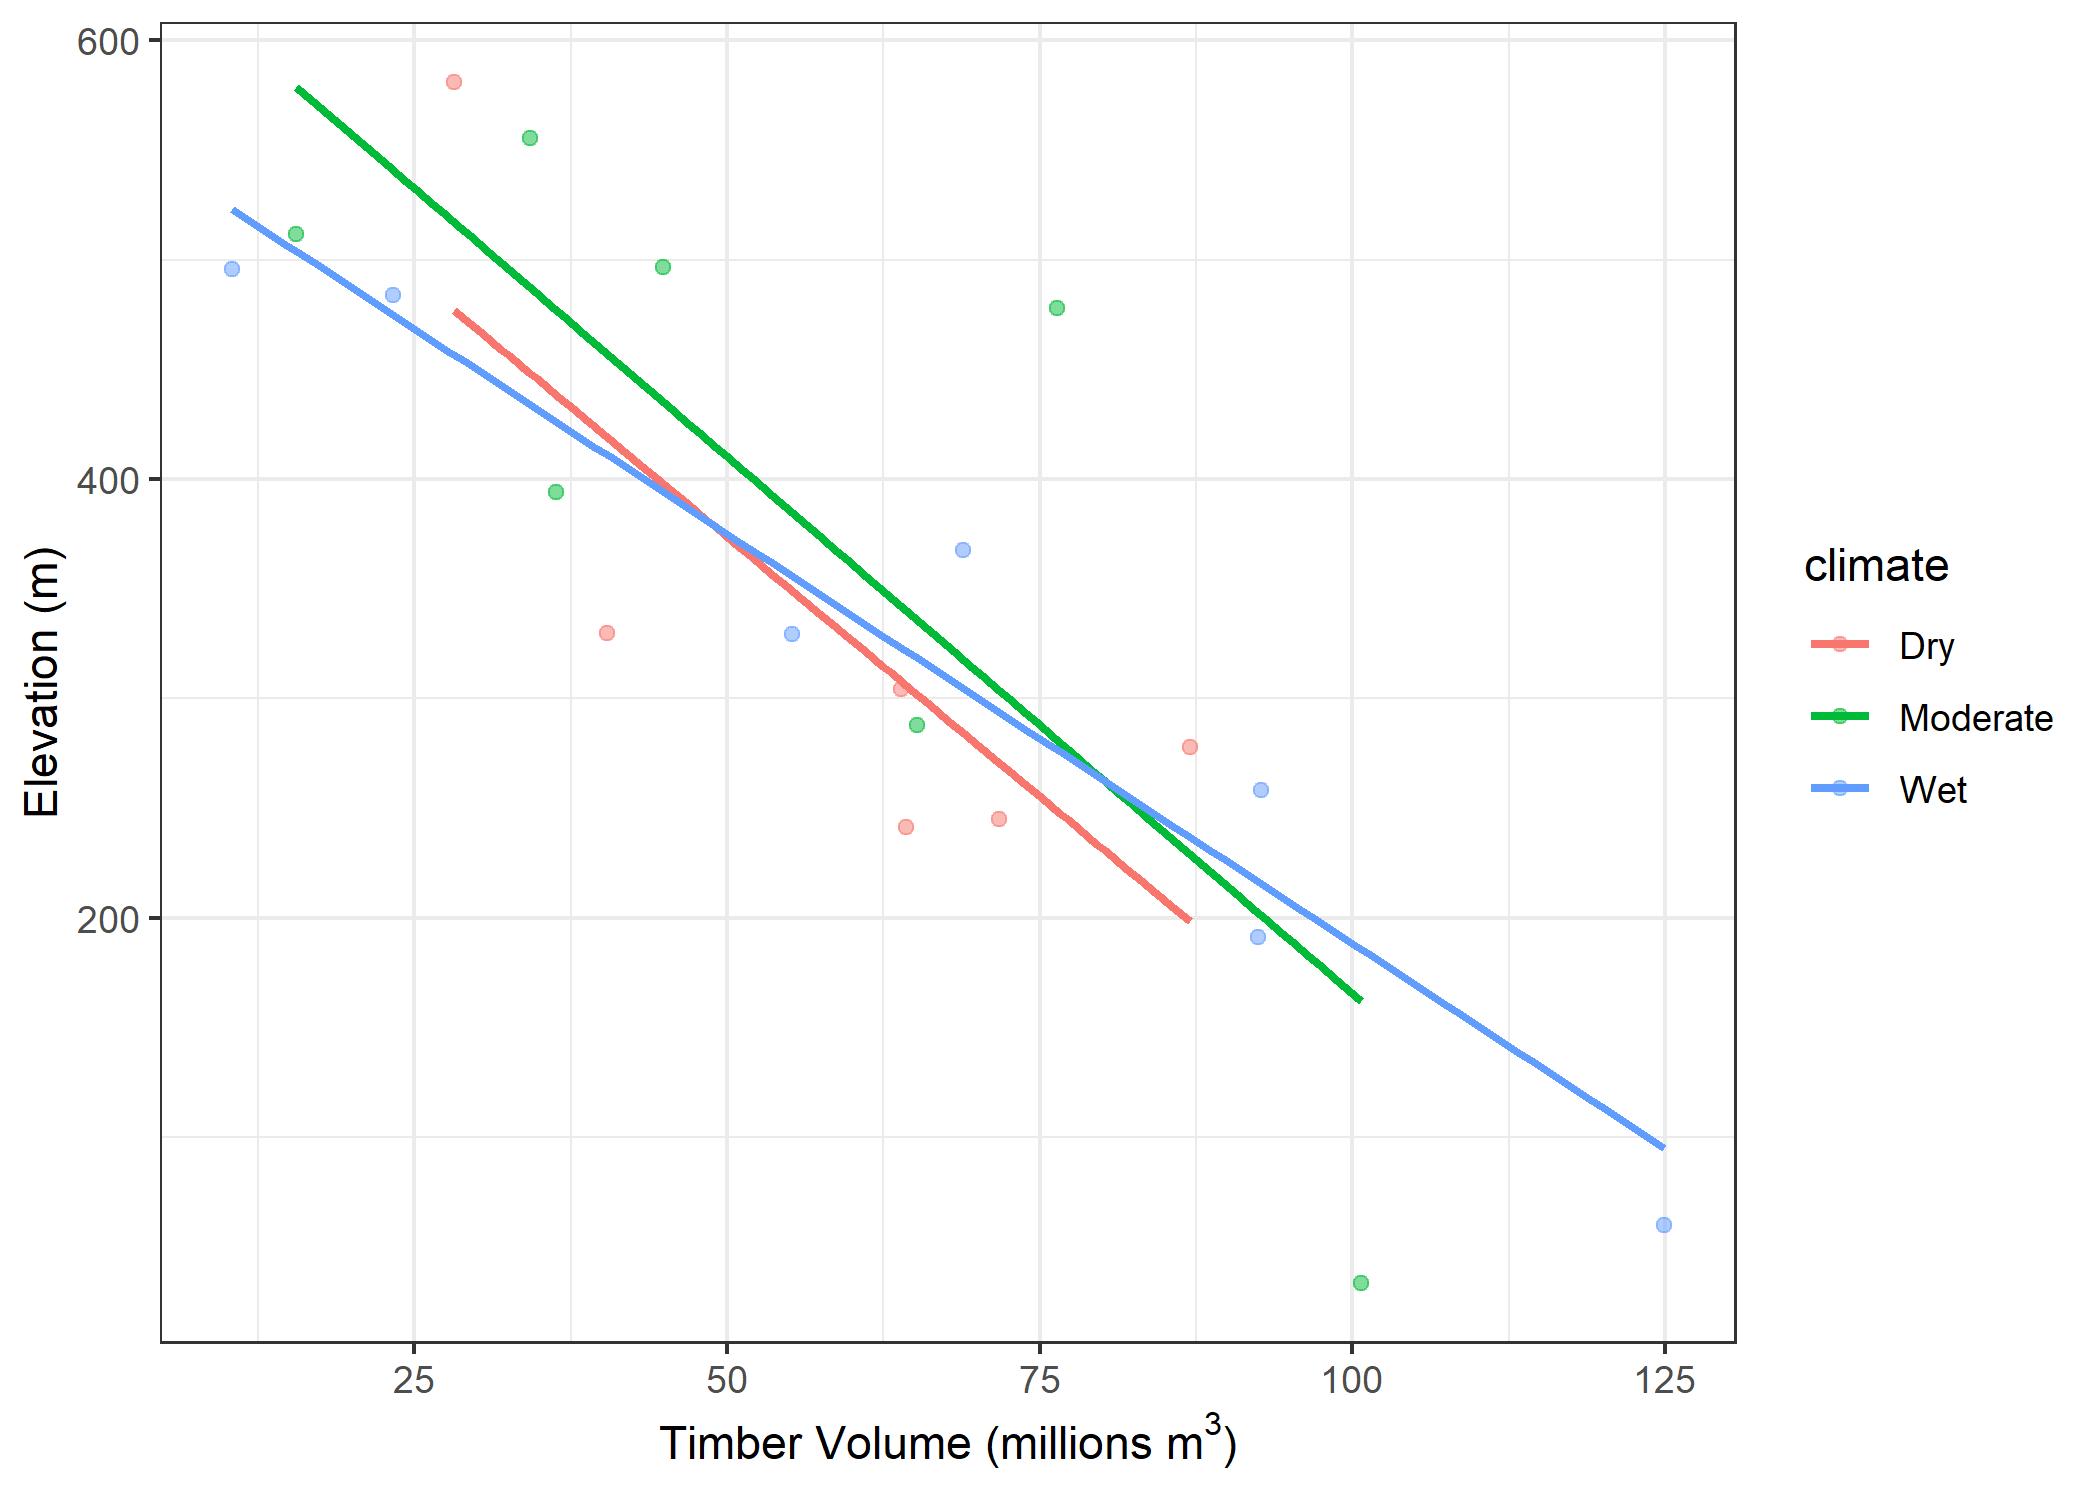 600
400
200
Elevation (m)
25 50 75 100 125
Timber Volume (millions m³)
climate
Dry
Moderate
Wet